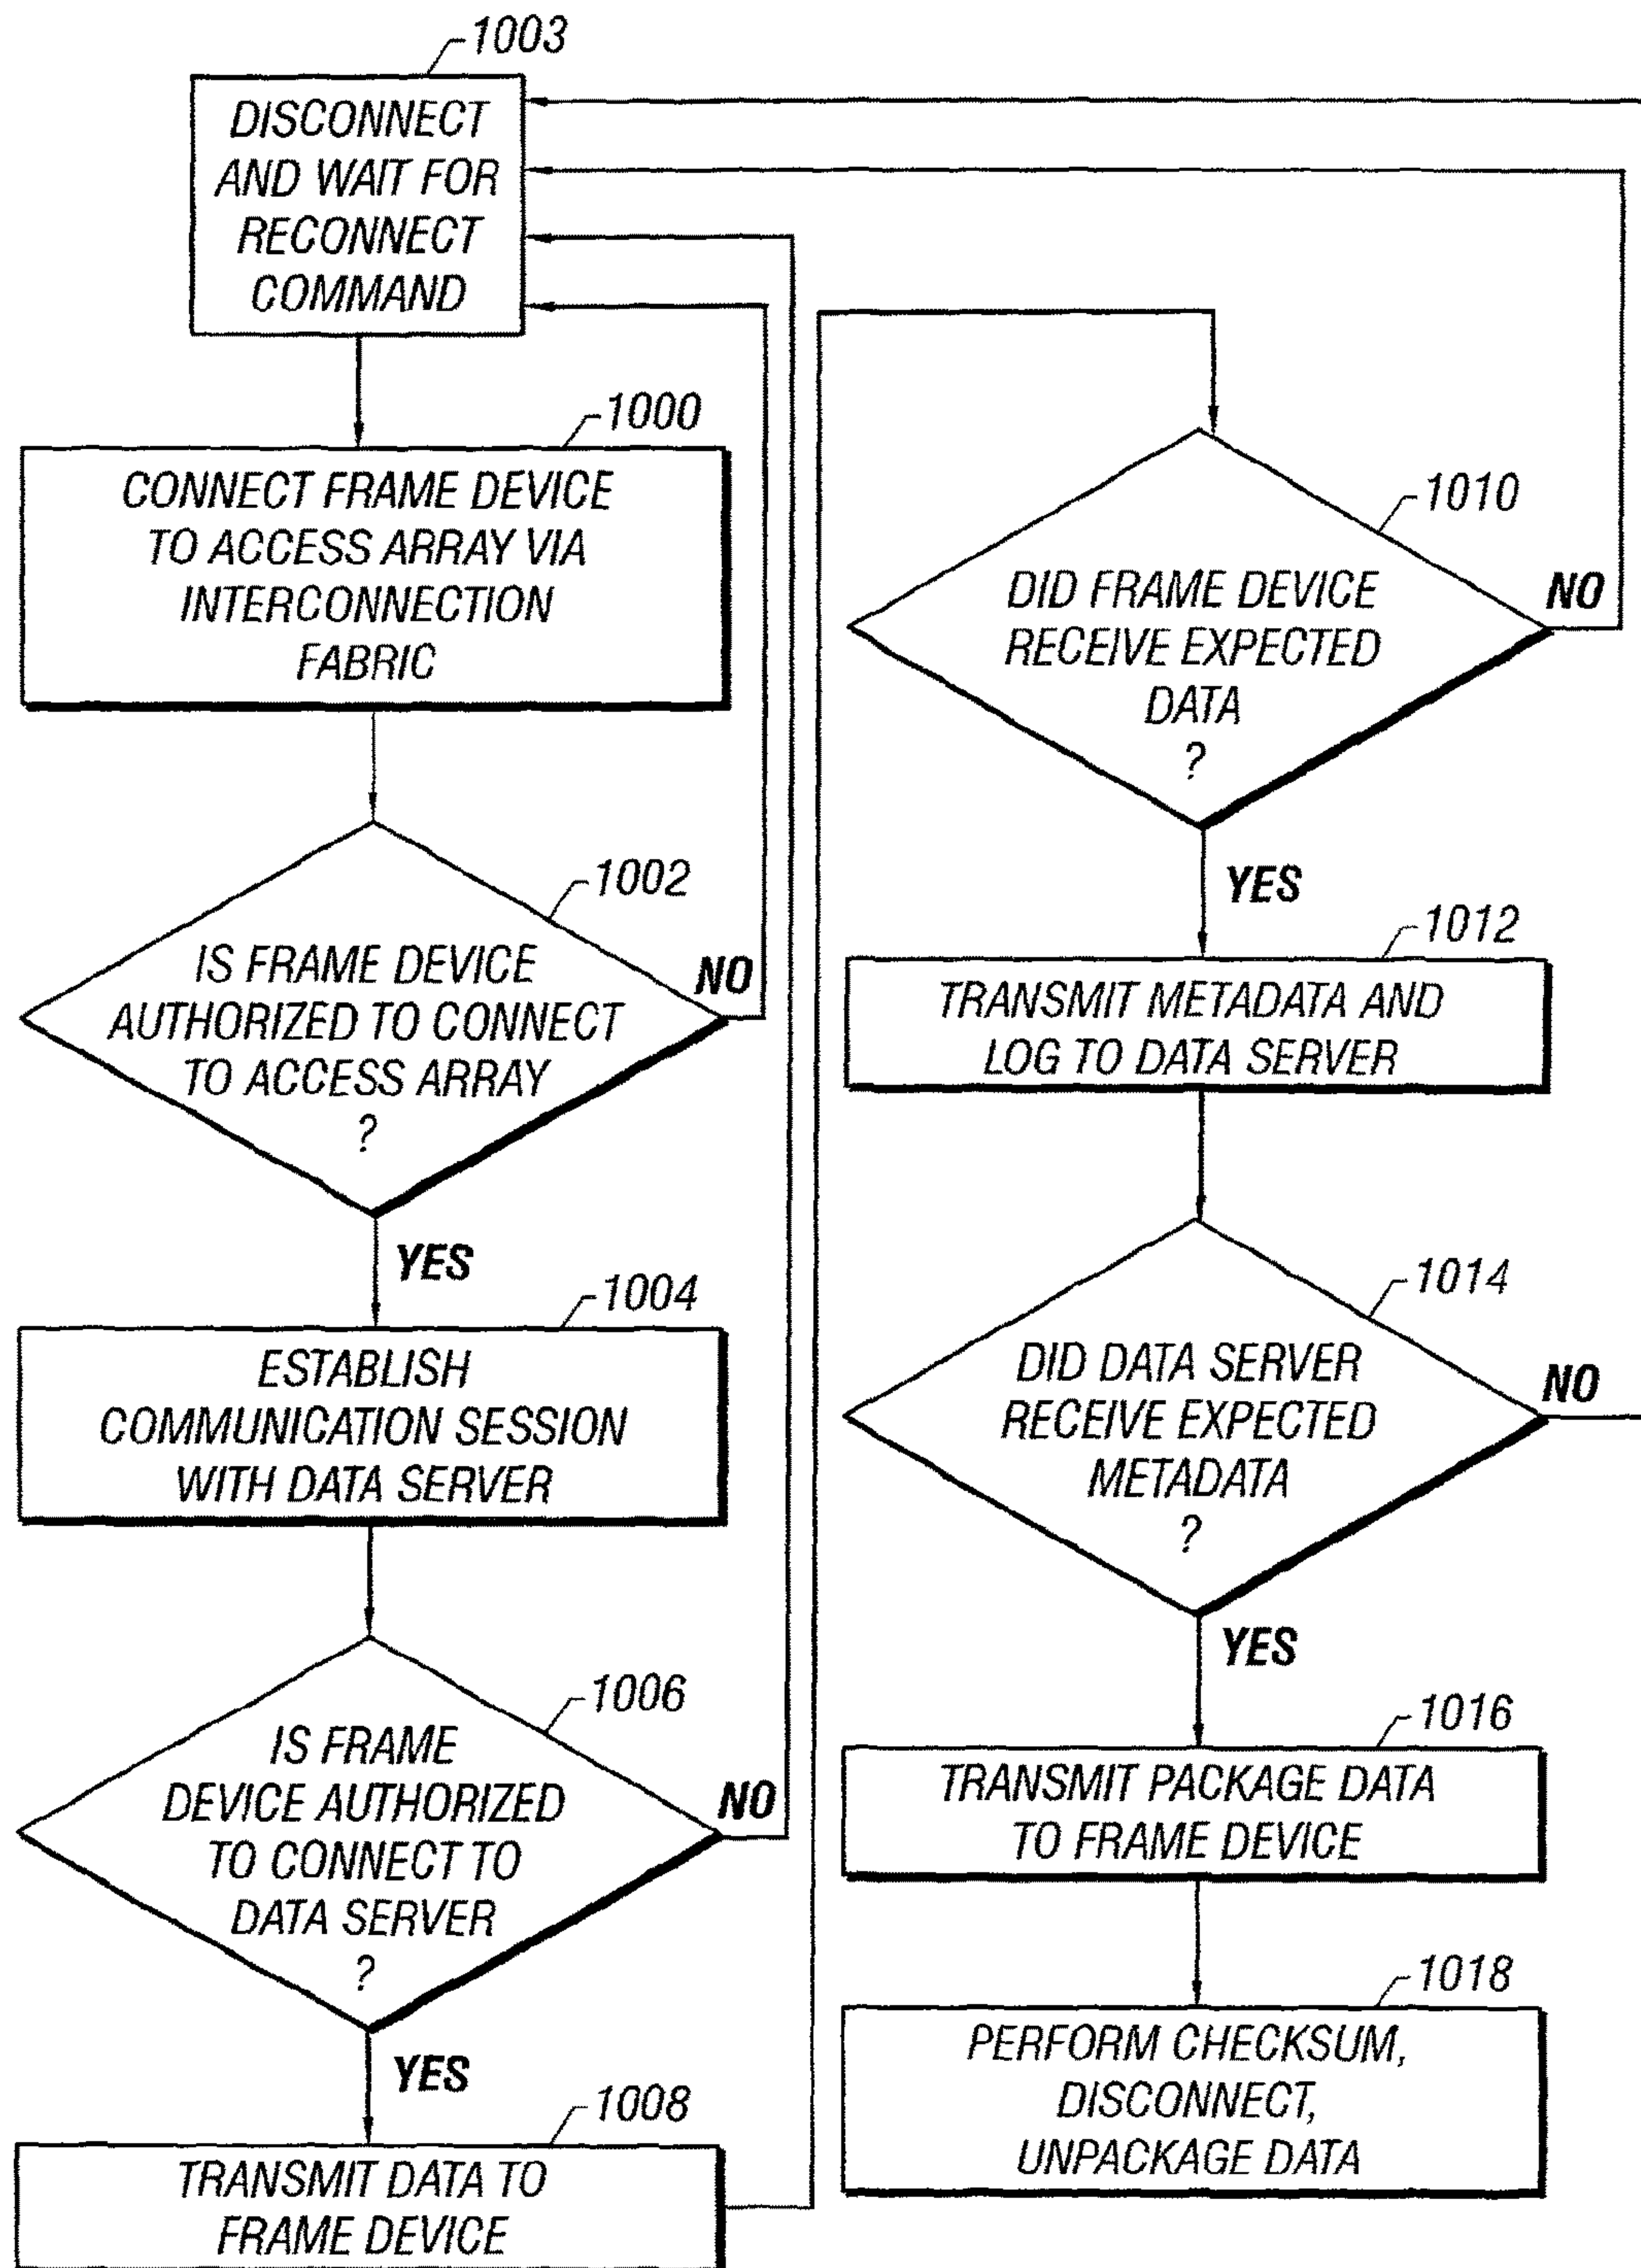 1003
DISCONNECT
AND WAIT FOR
RECONNECT
COMMAND
1000
CONNECT FRAME DEVICE
TO ACCESS ARRAY VIA
INTERCONNECTION
FABRIC
1002
IS FRAME DEVICE
AUTHORIZED TO CONNECT
TO ACCESS ARRAY
?
NO
YES
1004
ESTABLISH
COMMUNICATION SESSION
WITH DATA SERVER
1006
IS FRAME
DEVICE AUTHORIZED
TO CONNECT TO
DATA SERVER
?
NO
YES
1008
TRANSMIT DATA TO
FRAME DEVICE
1010
DID FRAME DEVICE
RECEIVE EXPECTED
DATA
?
NO
YES
1012
TRANSMIT METADATA AND
LOG TO DATA SERVER
1014
DID DATA SERVER
RECEIVE EXPECTED
METADATA
?
NO
YES
1016
TRANSMIT PACKAGE DATA
TO FRAME DEVICE
1018
PERFORM CHECKSUM,
DISCONNECT,
UNPACKAGE DATA